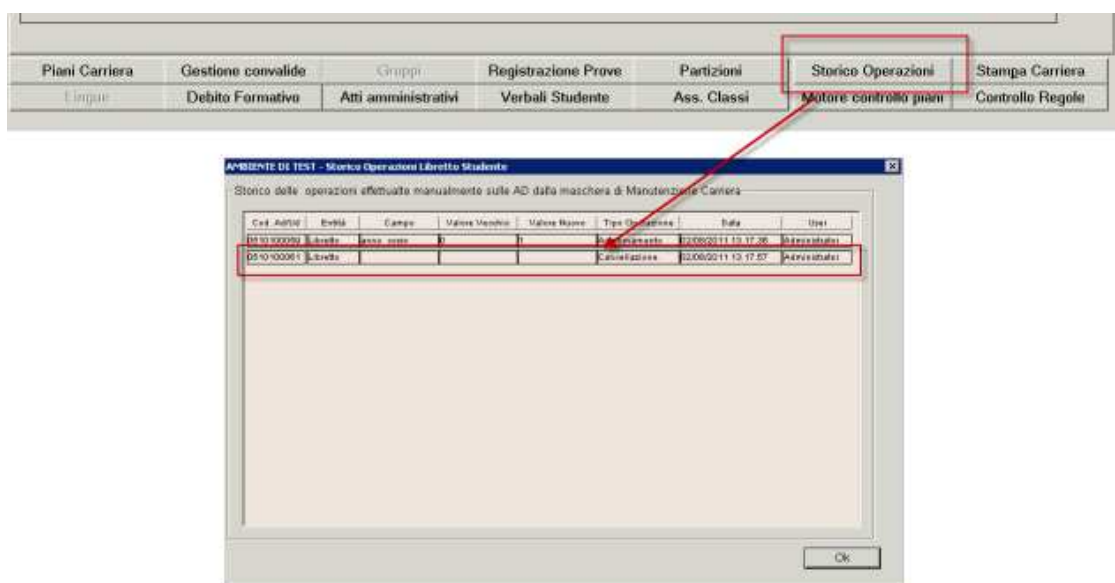 Piani Carriera Gestione convalide Gruppi Registrazione Prove Partizioni Storico Operazioni Stampa Carriera
Lingue Debito Formativo Atti amministrativi Verbali Studente Ass. Classi Motore controllo piani Controllo Regole
AMBIENTE DI TEST - Storico Operazioni Libretto Studente
Storico delle operazioni effettuate manualmente sulle AD dalla maschera di Manutenzione Carriera
Cod. Entità Campo Valore Vecchio Valore Nuovo Tipo Operazione Data User
Libretto 0 1 Aggiornamento 02/08/2011 13.17.36 Administrator
0510100061 Libretto Cancellazione 02/08/2011 13.17.57 Administrator
Ok